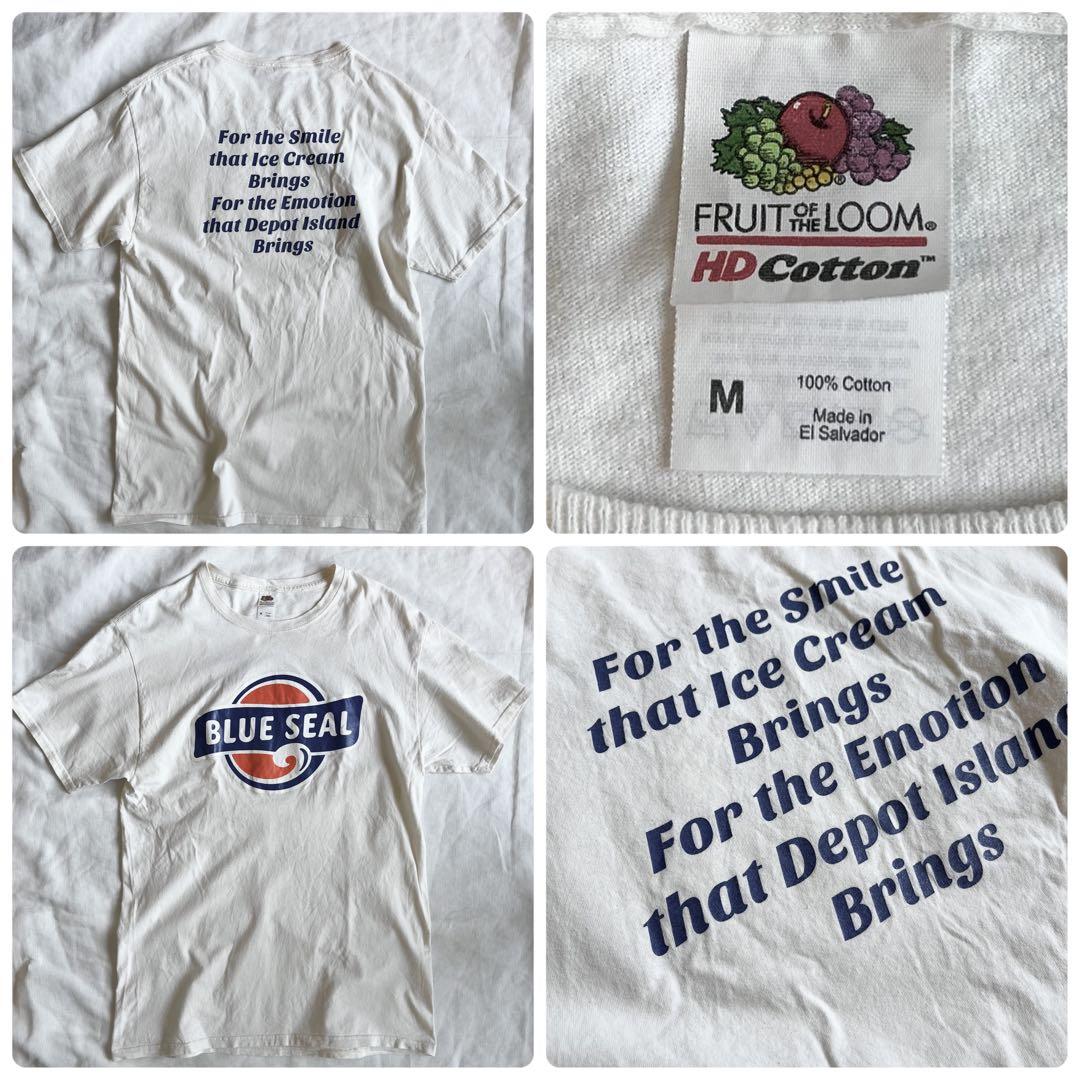 For the Smile
that Ice Cream
Brings
For the Emotion
that Depot Island
Brings
FRUIT OF THE LOOM®
HD Cotton™
M
100% Cotton
Made in
El Salvador
BLUE SEAL
For the Smile
that Ice Cream
Brings
For the Emotion
that Depot Island
Brings